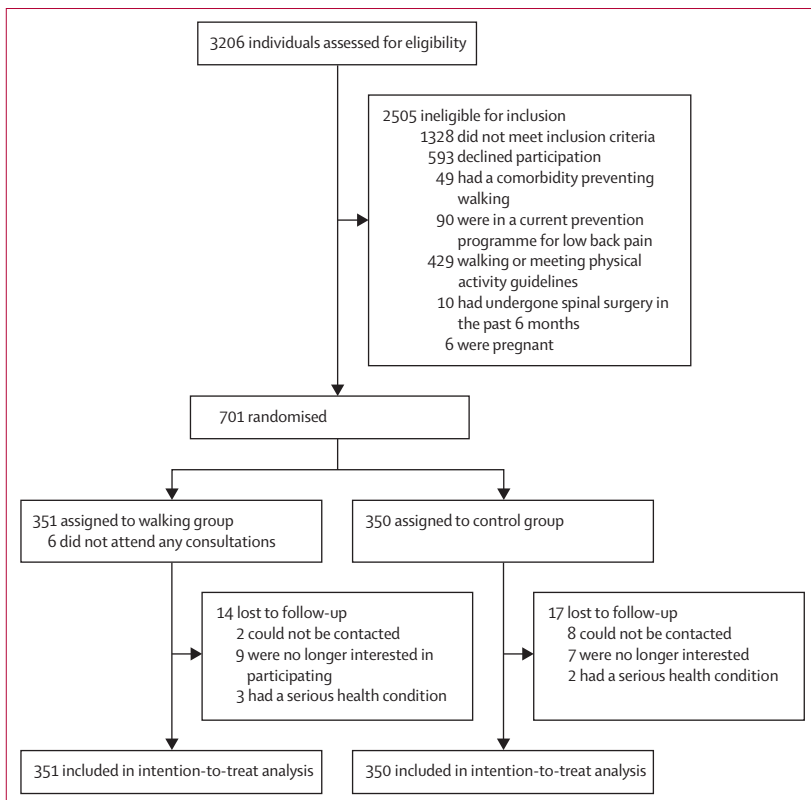 3206 individuals assessed for eligibility
2505 ineligible for inclusion
1328 did not meet inclusion criteria
593 declined participation
49 had a comorbidity preventing
walking
90 were in a current prevention
programme for low back pain
429 walking or meeting physical
activity guidelines
10 had undergone spinal surgery in
the past 6 months
6 were pregnant
701 randomised
351 assigned to walking group
6 did not attend any consultations
350 assigned to control group
14 lost to follow-up
2 could not be contacted
9 were no longer interested in
participating
3 had a serious health condition
17 lost to follow-up
8 could not be contacted
7 were no longer interested
2 had a serious health condition
351 included in intention-to-treat analysis
350 included in intention-to-treat analysis